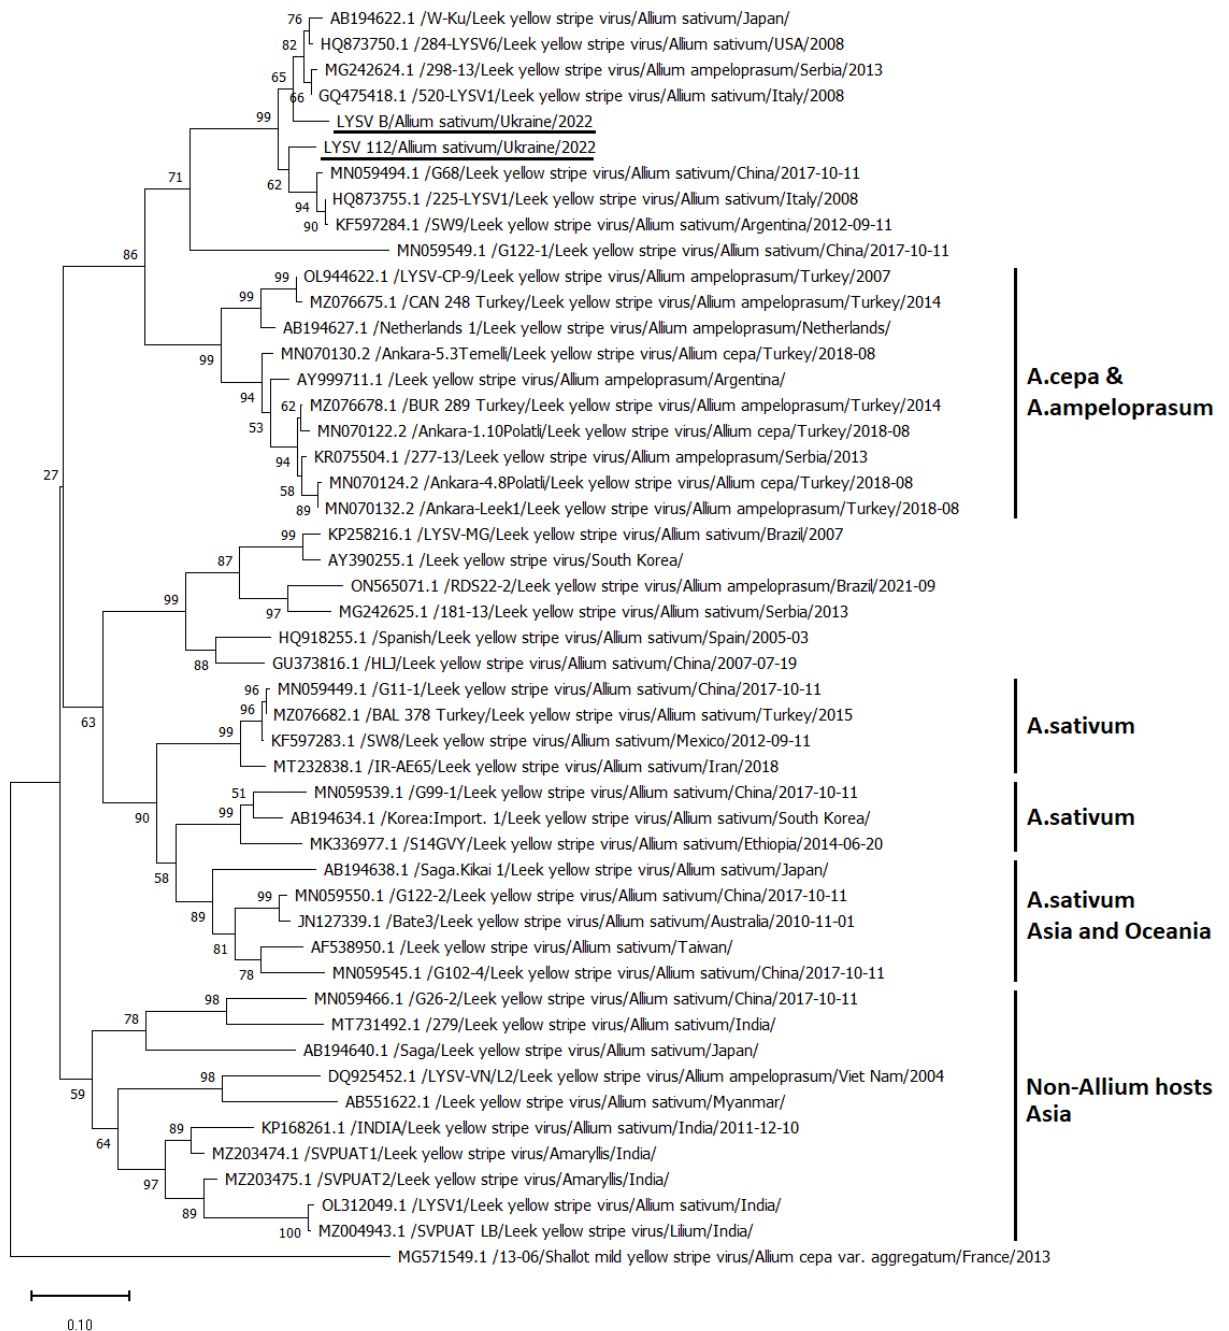 76 AB194622.1 /W-Ku/Leek yellow stripe virus/Allium sativum/Japan/
82 HQ873750.1 /284-LYSV6/Leek yellow stripe virus/Allium sativum/USA/2008
65 MG242624.1 /298-13/Leek yellow stripe virus/Allium ampeloprasum/Serbia/2013
66 GQ475418.1 /520-LYSV1/Leek yellow stripe virus/Allium sativum/Italy/2008
99 LYSV B/Allium sativum/Ukraine/2022
LYSV 112/Allium sativum/Ukraine/2022
71 62 MN059494.1 /G68/Leek yellow stripe virus/Allium sativum/China/2017-10-11
94 HQ873755.1 /225-LYSV1/Leek yellow stripe virus/Allium sativum/Italy/2008
90 KF597284.1 /SW9/Leek yellow stripe virus/Allium sativum/Argentina/2012-09-11
86 MN059549.1 /G122-1/Leek yellow stripe virus/Allium sativum/China/2017-10-11
99 OL944622.1 /LYSV-CP-9/Leek yellow stripe virus/Allium ampeloprasum/Turkey/2007
99 MZ076675.1 /CAN 248 Turkey/Leek yellow stripe virus/Allium ampeloprasum/Turkey/2014
AB194627.1 /Netherlands 1/Leek yellow stripe virus/Allium ampeloprasum/Netherlands/
99 MN070130.2 /Ankara-5.3Temelli/Leek yellow stripe virus/Allium cepa/Turkey/2018-08
94 AY999711.1 /Leek yellow stripe virus/Allium ampeloprasum/Argentina/
A.cepa &
A.ampeloprasum
62 MZ076678.1 /BUR 289 Turkey/Leek yellow stripe virus/Allium ampeloprasum/Turkey/2014
53 MN070122.2 /Ankara-1.10Polatli/Leek yellow stripe virus/Allium cepa/Turkey/2018-08
94 KR075504.1 /277-13/Leek yellow stripe virus/Allium ampeloprasum/Serbia/2013
27 58 MN070124.2 /Ankara-4.8Polatli/Leek yellow stripe virus/Allium cepa/Turkey/2018-08
89 MN070132.2 /Ankara-Leek1/Leek yellow stripe virus/Allium ampeloprasum/Turkey/2018-08
99 KP258216.1 /LYSV-MG/Leek yellow stripe virus/Allium sativum/Brazil/2007
87 AY390255.1 /Leek yellow stripe virus/South Korea/
ON565071.1 /RDS22-2/Leek yellow stripe virus/Allium ampeloprasum/Brazil/2021-09
99 97 MG242625.1 /181-13/Leek yellow stripe virus/Allium sativum/Serbia/2013
HQ918255.1 /Spanish/Leek yellow stripe virus/Allium sativum/Spain/2005-03
88 GU373816.1 /HLJ/Leek yellow stripe virus/Allium sativum/China/2007-07-19
96 MN059449.1 /G11-1/Leek yellow stripe virus/Allium sativum/China/2017-10-11
63 96 MZ076682.1 /BAL 378 Turkey/Leek yellow stripe virus/Allium sativum/Turkey/2015
A.sativum
99 KF597283.1 /SW8/Leek yellow stripe virus/Allium sativum/Mexico/2012-09-11
MT232838.1 /IR-AE65/Leek yellow stripe virus/Allium sativum/Iran/2018
51 MN059539.1 /G99-1/Leek yellow stripe virus/Allium sativum/China/2017-10-11
90 99 AB194634.1 /Korea:Import. 1/Leek yellow stripe virus/Allium sativum/South Korea/
A.sativum
MK336977.1 /S14GVY/Leek yellow stripe virus/Allium sativum/Ethiopia/2014-06-20
58 AB194638.1 /Saga.Kikai 1/Leek yellow stripe virus/Allium sativum/Japan/
99 MN059550.1 /G122-2/Leek yellow stripe virus/Allium sativum/China/2017-10-11
89 JN127339.1 /Bate3/Leek yellow stripe virus/Allium sativum/Australia/2010-11-01
A.sativum
Asia and Oceania
81 AF538950.1 /Leek yellow stripe virus/Allium sativum/Taiwan/
78 MN059545.1 /G102-4/Leek yellow stripe virus/Allium sativum/China/2017-10-11
98 MN059466.1 /G26-2/Leek yellow stripe virus/Allium sativum/China/2017-10-11
78 MT731492.1 /279/Leek yellow stripe virus/Allium sativum/India/
AB194640.1 /Saga/Leek yellow stripe virus/Allium sativum/Japan/
59 98 DQ925452.1 /LYSV-VN/L2/Leek yellow stripe virus/Allium ampeloprasum/Viet Nam/2004
AB551622.1 /Leek yellow stripe virus/Allium sativum/Myanmar/
Non-Allium hosts
Asia
64 89 KP168261.1 /INDIA/Leek yellow stripe virus/Allium sativum/India/2011-12-10
MZ203474.1 /SVPUAT1/Leek yellow stripe virus/Amaryllis/India/
97 MZ203475.1 /SVPUAT2/Leek yellow stripe virus/Amaryllis/India/
89 OL312049.1 /LYSV1/Leek yellow stripe virus/Allium sativum/India/
100 MZ004943.1 /SVPUAT LB/Leek yellow stripe virus/Lilium/India/
MG571549.1 /13-06/Shallot mild yellow stripe virus/Allium cepa var. aggregatum/France/2013
0.10